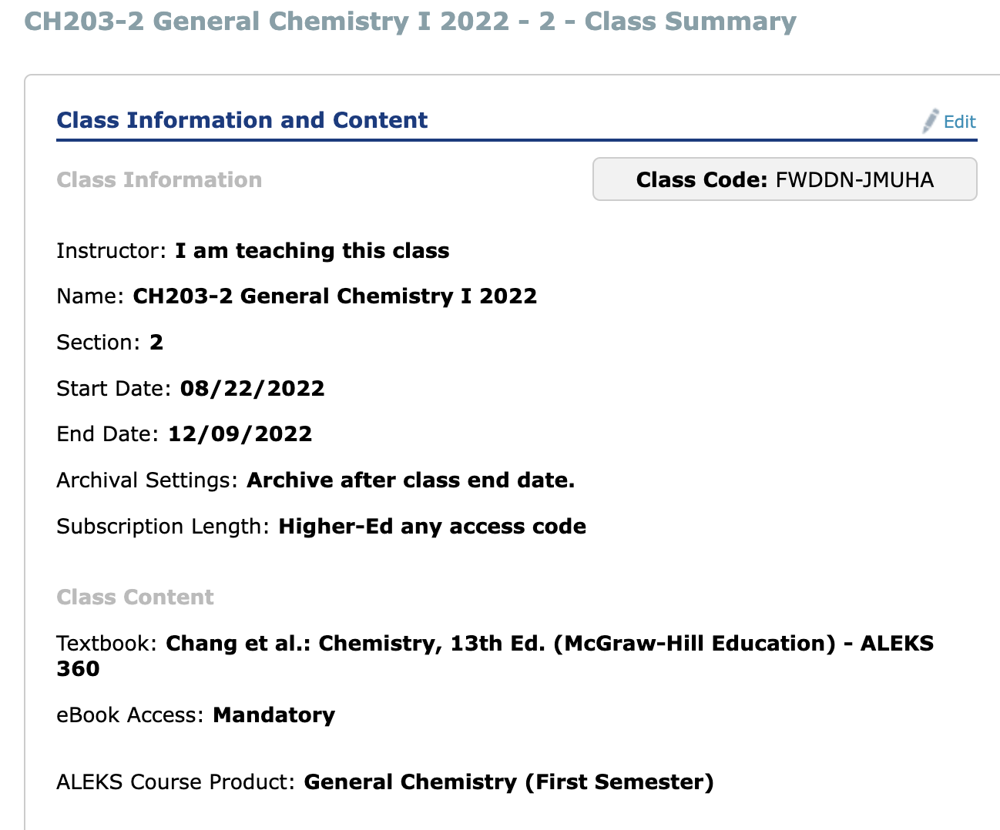 CH203-2 General Chemistry I 2022 - 2 - Class Summary
Class Information and Content
Edit
Class Information
Class Code: FWDDN-JMUHA
Instructor: I am teaching this class
Name: CH203-2 General Chemistry I 2022
Section: 2
Start Date: 08/22/2022
End Date: 12/09/2022
Archival Settings: Archive after class end date.
Subscription Length: Higher-Ed any access code
Class Content
Textbook: Chang et al.: Chemistry, 13th Ed. (McGraw-Hill Education) - ALEKS
360
eBook Access: Mandatory
ALEKS Course Product: General Chemistry (First Semester)